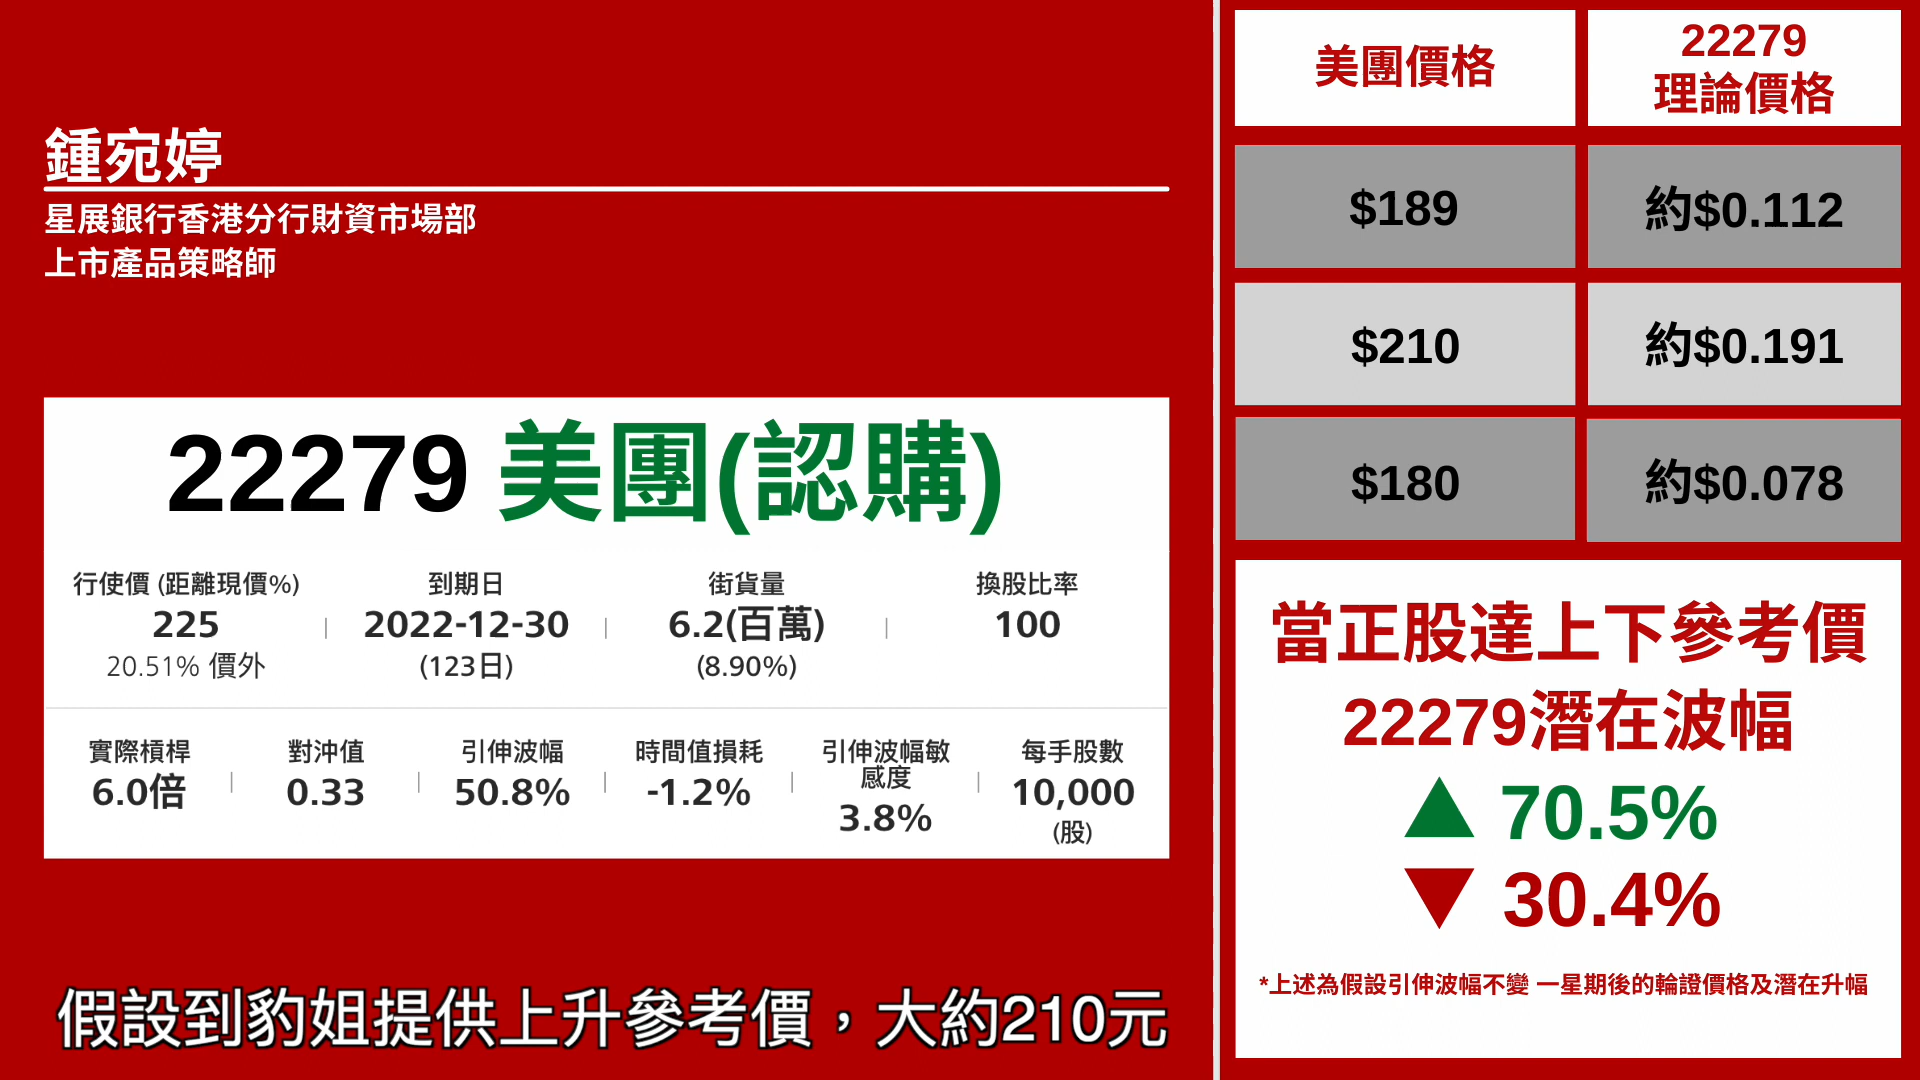 鍾宛婷
星展銀行香港分行財資市場部
上市產品策略師
22279 美團(認購)
行使價 (距離現價%)
225
20.51% 價外
到期日
2022-12-30
(123日)
街貨量
6.2(百萬)
(8.90%)
換股比率
100
實際槓桿
6.0倍
對沖值
0.33
引伸波幅
50.8%
時間值損耗
-1.2%
引伸波幅敏
感度
3.8%
每手股數
10,000
(股)
假設到豹姐提供上升參考價，大約210元
美團價格
22279
理論價格
$189
約$0.112
$210
約$0.191
$180
約$0.078
當正股達上下參考價
22279潛在波幅
▲ 70.5%
▼ 30.4%
*上述為假設引伸波幅不變 一星期後的輪證價格及潛在升幅